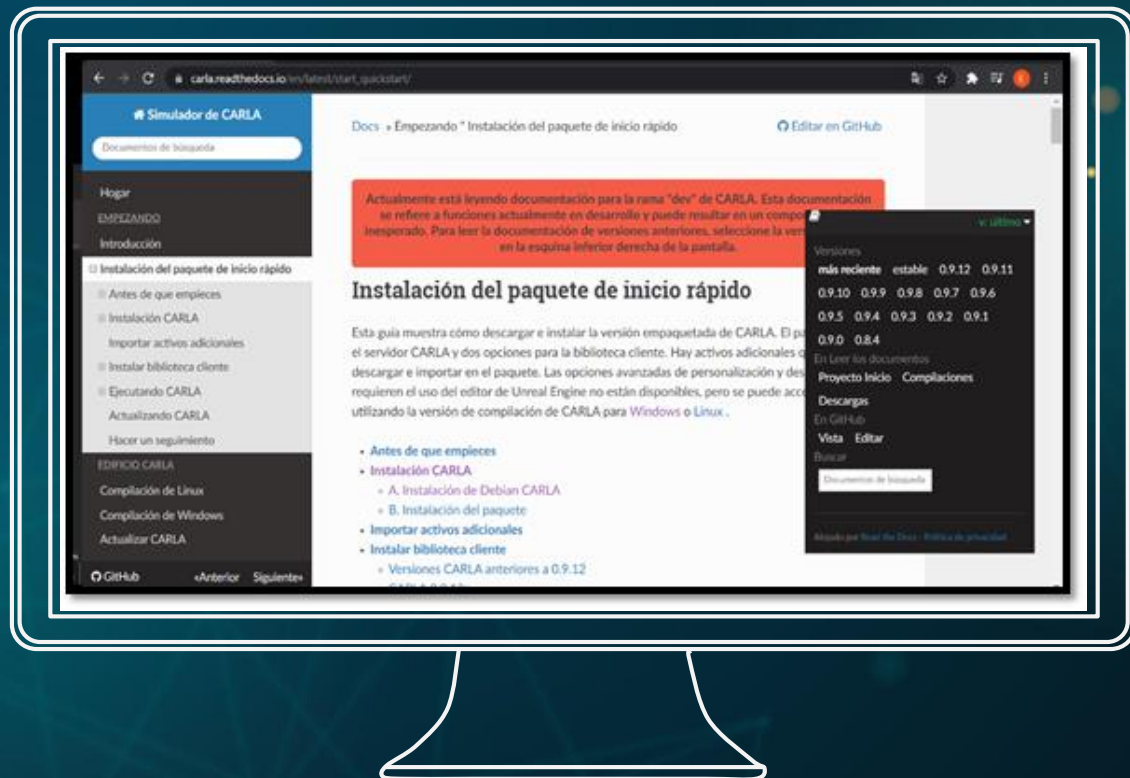 carla.readthedocs.io/en/latest/start_quickstart/
Simulador de CARLA
Documentos de búsqueda
Hogar
EMPEZANDO
Introducción
Instalación del paquete de inicio rápido
Antes de que empieces
Instalación CARLA
Importar activos adicionales
Instalar biblioteca cliente
Ejecutando CARLA
Actualizando CARLA
Hacer un seguimiento
EDIFICIO CARLA
Compilación de Linux
Compilación de Windows
Actualizar CARLA
GitHub «Anterior Siguiente»
Docs » Empezando " Instalación del paquete de inicio rápido
Editar en GitHub
Actualmente está leyendo documentación para la rama "dev" de CARLA. Esta documentación
se refiere a funciones actualmente en desarrollo y puede resultar en un compor
inesperado. Para leer la documentación de versiones anteriores, seleccione la ver
en la esquina inferior derecha de la pantalla.
Instalación del paquete de inicio rápido
Esta guía muestra cómo descargar e instalar la versión empaquetada de CARLA. El pa
el servidor CARLA y dos opciones para la biblioteca cliente. Hay activos adicionales q
descargar e importar en el paquete. Las opciones avanzadas de personalización y des
requieren el uso del editor de Unreal Engine no están disponibles, pero se puede acc
utilizando la versión de compilación de CARLA para Windows o Linux .
Antes de que empieces
Instalación CARLA
A. Instalación de Debian CARLA
B. Instalación del paquete
Importar activos adicionales
Instalar biblioteca cliente
Versiones CARLA anteriores a 0.9.12
v: último
Versiones
más reciente estable 0.9.12 0.9.11
0.9.10 0.9.9 0.9.8 0.9.7 0.9.6
0.9.5 0.9.4 0.9.3 0.9.2 0.9.1
0.9.0 0.8.4
En Leer los documentos
Proyecto Inicio Compilaciones
Descargas
En GitHub
Vista Editar
Buscar
Documentos de búsqueda
Alojado por Read the Docs · Política de privacidad